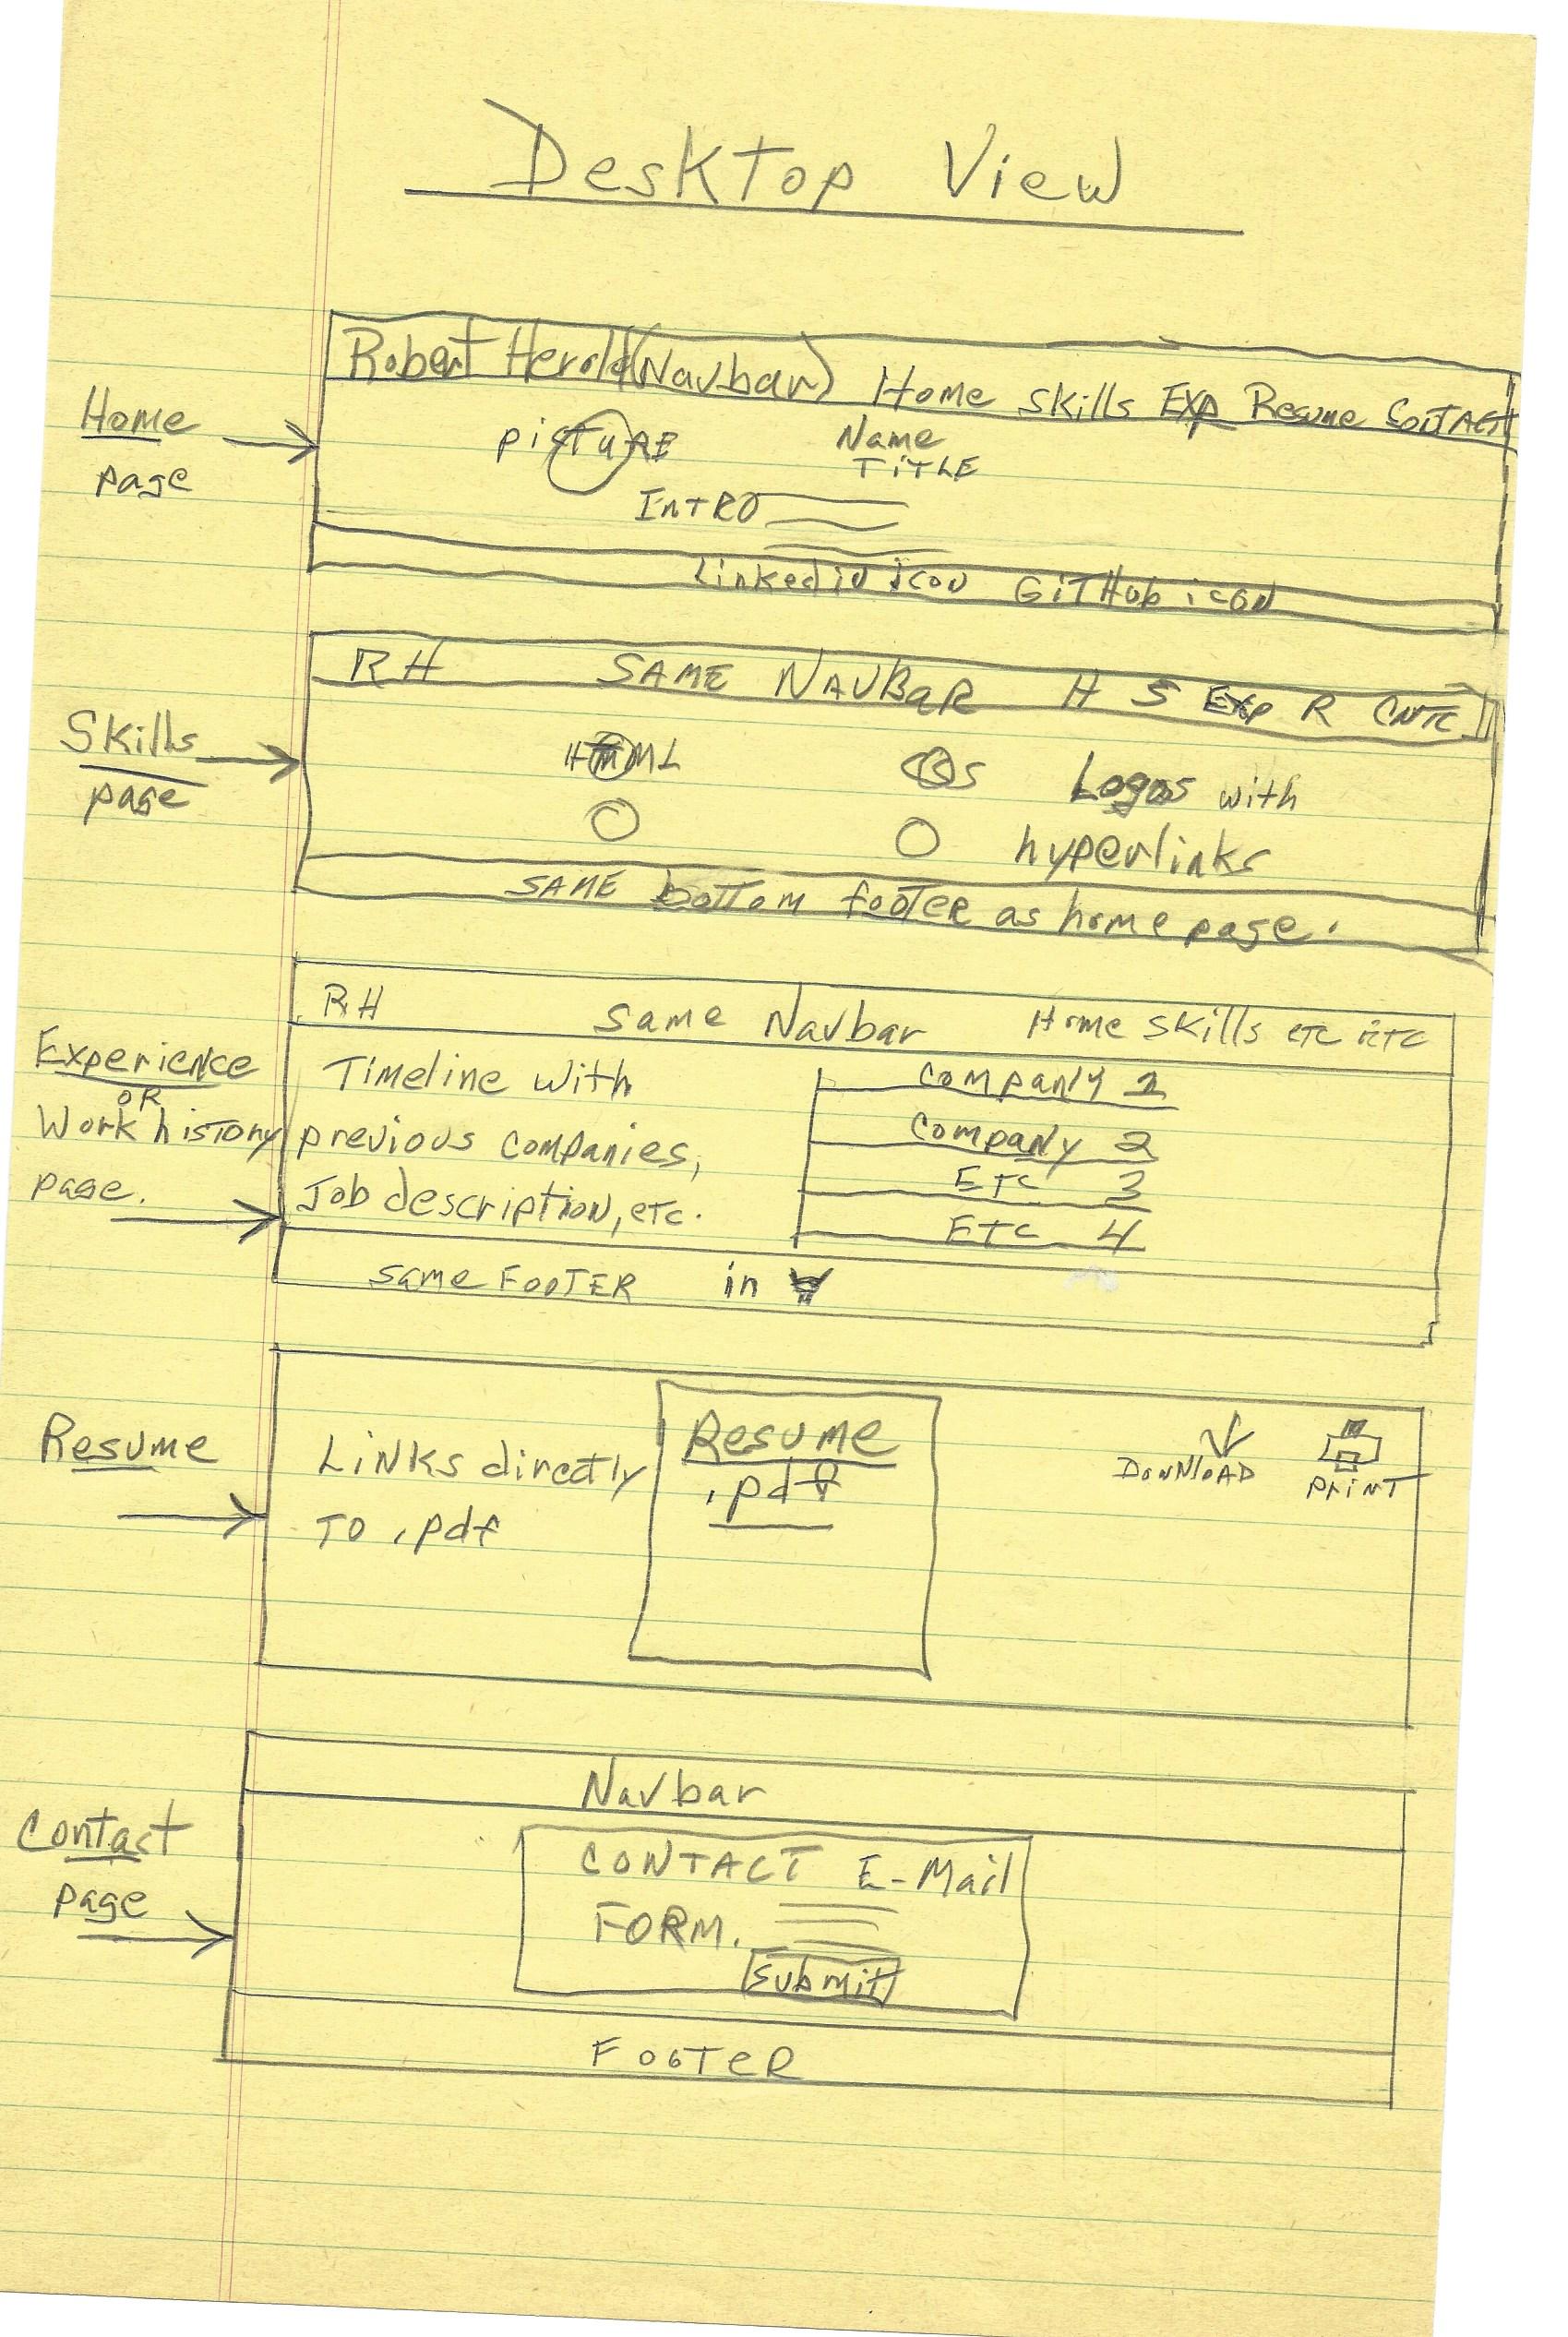 Desktop View
Robert Herold (Navbar) Home Skills Exp Resume Contact
Home
page
picture
Name
Title
Intro
Linkedin icon GitHub icon
RH SAME NAVBAR H S Exp R CNTC
Skills
page
HTML CSS Logos with
hyperlinks
SAME bottom footer as home page.
RH Same Navbar Home Skills etc etc
Experience
or
Work history
page.
Timeline with
previous companies,
Job description, etc.
Company 1
Company 2
ETC 3
ETC 4
Same FOOTER in
Resume
Links directly
to .pdf
Resume
.pdf
Download
Print
Navbar
Contact
page
CONTACT E-Mail
FORM.
Submit
FOOTER